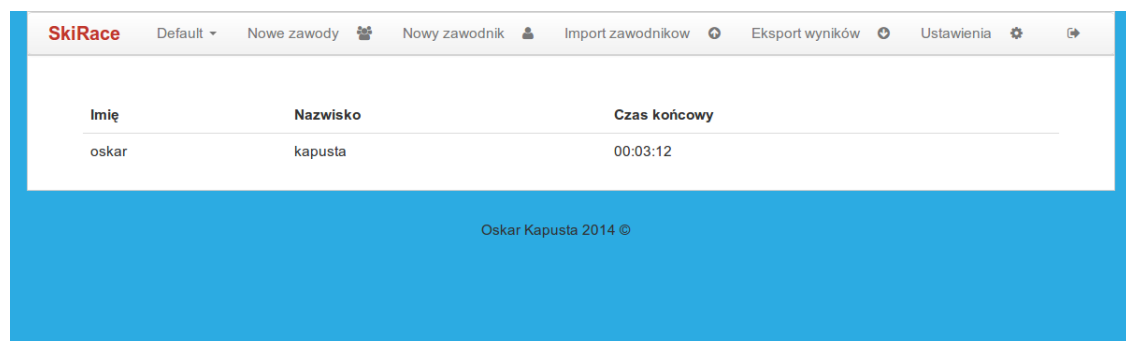 SkiRace Default Nowe zawody Nowy zawodnik Import zawodnikow Eksport wyników Ustawienia
Imię Nazwisko Czas końcowy
oskar kapusta 00:03:12
Oskar Kapusta 2014 ©